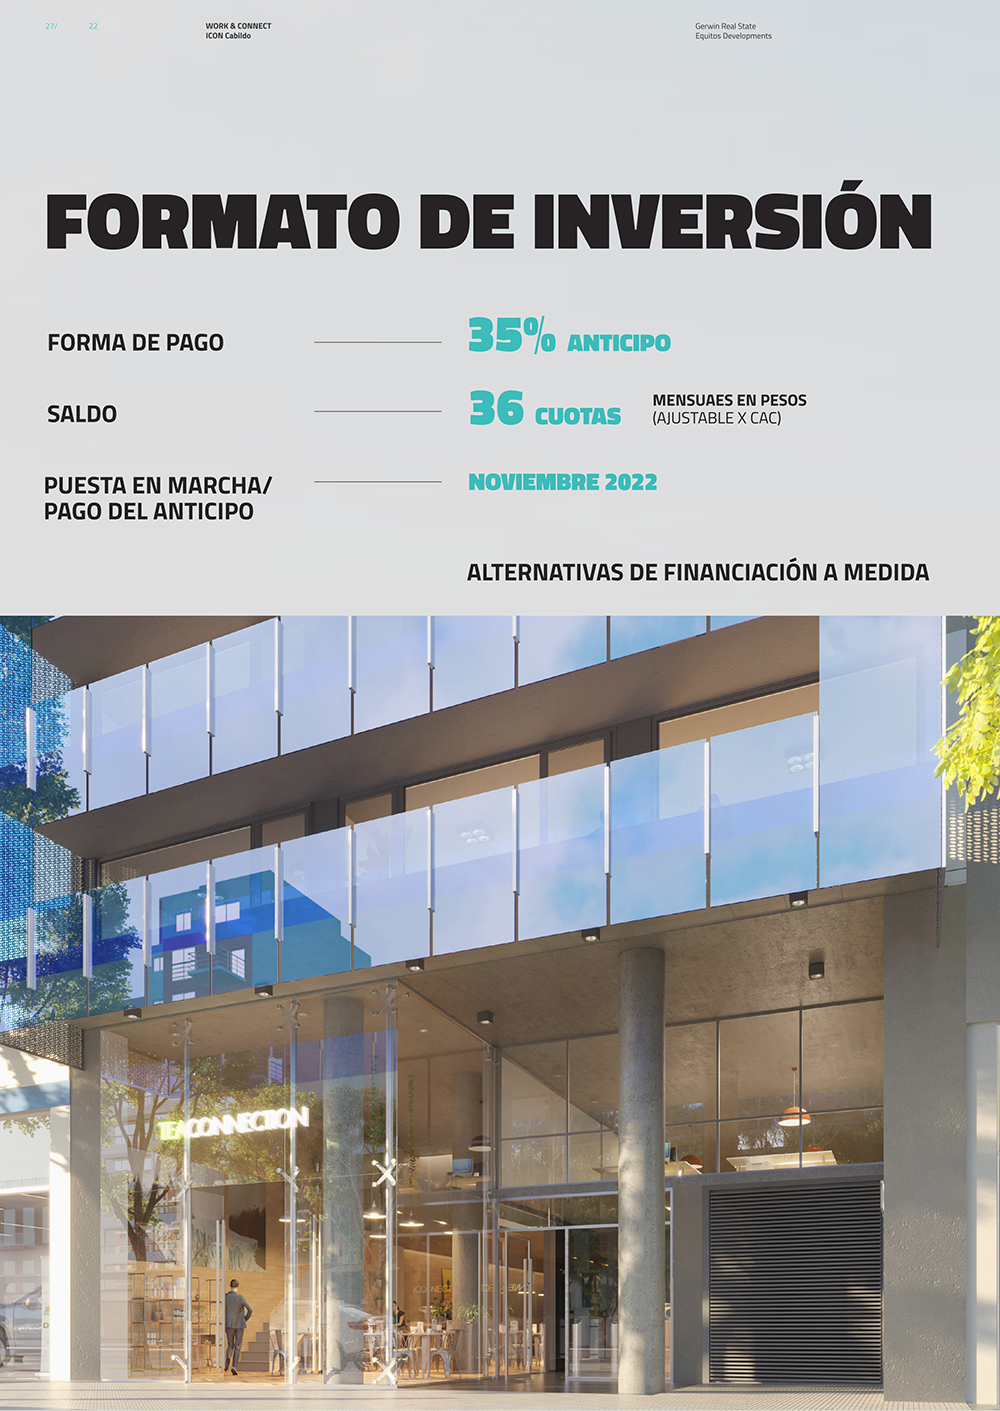 27/ 22
WORK & CONNECT
ICON Cabildo
Gerwin Real State
Equitos Developments
FORMATO DE INVERSIÓN
FORMA DE PAGO 35% ANTICIPO
SALDO 36 CUOTAS
MENSUAES EN PESOS
(AJUSTABLE X CAC)
PUESTA EN MARCHA/
PAGO DEL ANTICIPO
NOVIEMBRE 2022
ALTERNATIVAS DE FINANCIACIÓN A MEDIDA
TEACONNECTION